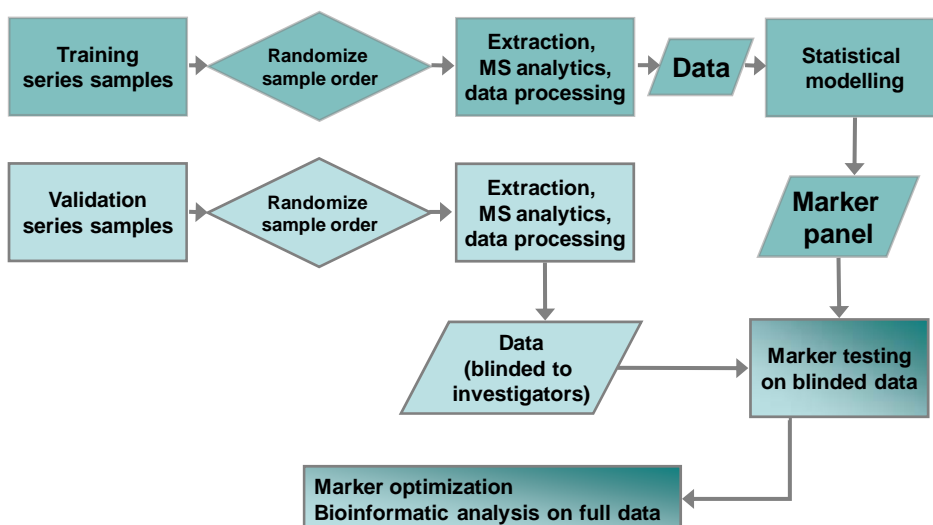 Training
series samples
Randomize
sample order
Extraction,
MS analytics,
data processing
Data
Statistical
modelling
Validation
series samples
Randomize
sample order
Extraction,
MS analytics,
data processing
Marker
panel
Data
(blinded to
investigators)
Marker testing
on blinded data
Marker optimization
Bioinformatic analysis on full data